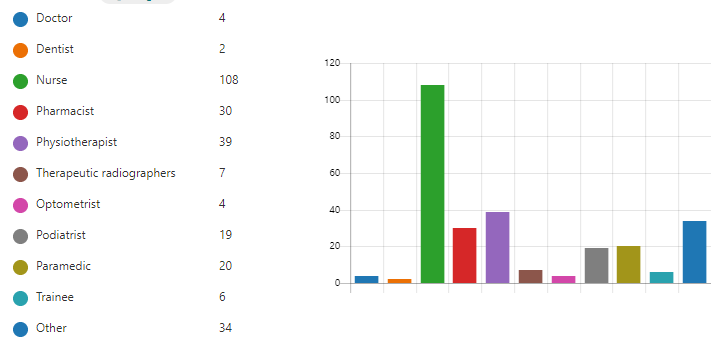 Doctor 4
Dentist 2
Nurse 108
Pharmacist 30
Physiotherapist 39
Therapeutic radiographers 7
Optometrist 4
Podiatrist 19
Paramedic 20
Trainee 6
Other 34
120
100
80
60
40
20
0